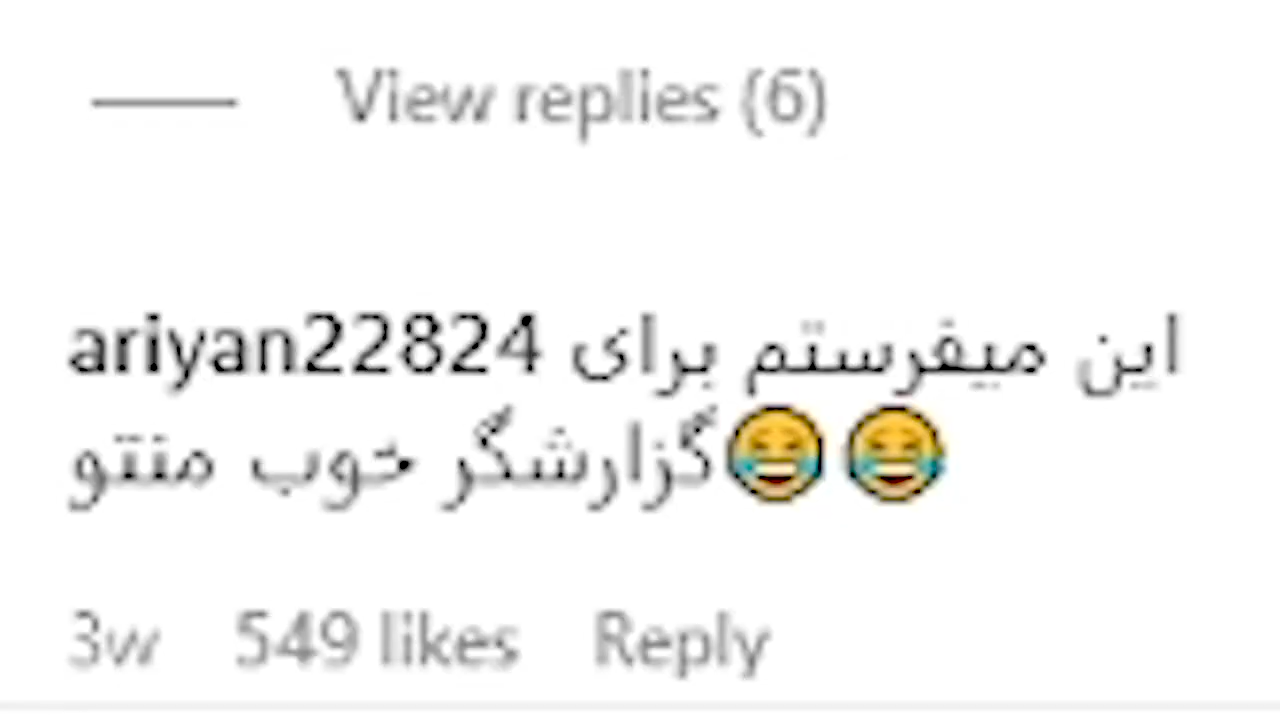 View replies (6)
ariyan22824 این میفرستم برای
گزارشگر خوب منتو😂😂
3w 549 likes Reply